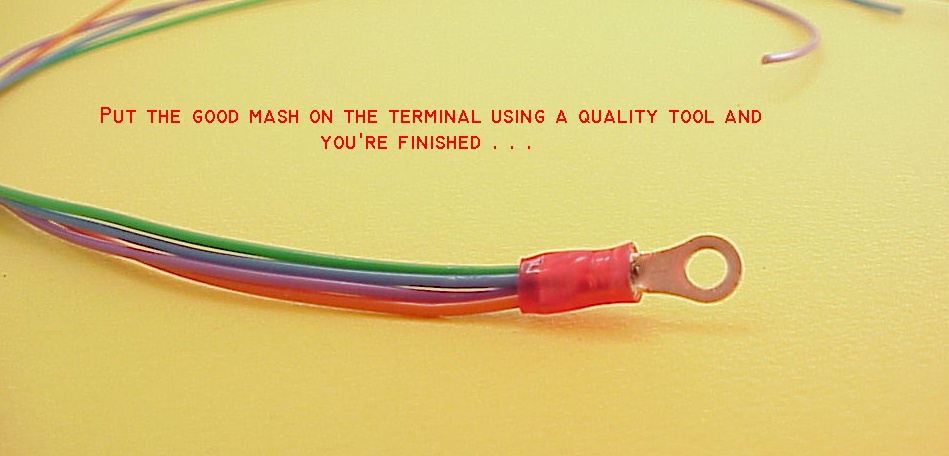 Put the good mash on the terminal using a quality tool and
you're finished . . .